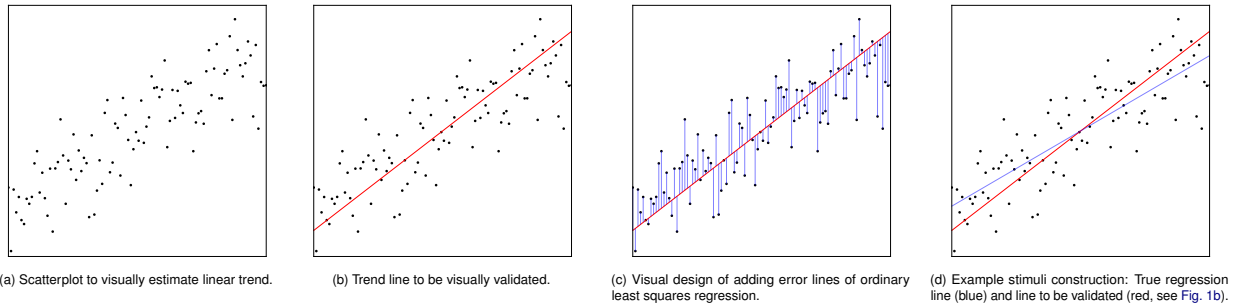 (a) Scatterplot to visually estimate linear trend.
(b) Trend line to be visually validated.
(c) Visual design of adding error lines of ordinary
least squares regression.
(d) Example stimuli construction: True regression
line (blue) and line to be validated (red, see Fig. 1b).